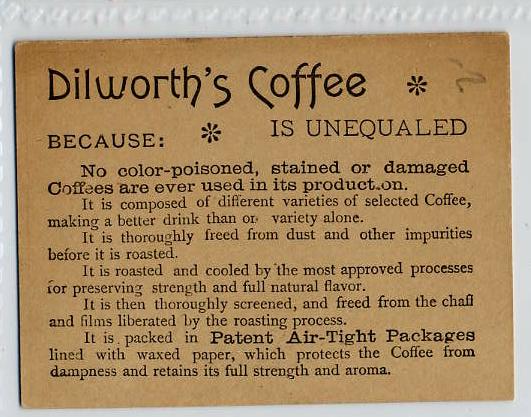 Dilworth's Coffee *
BECAUSE: * IS UNEQUALED
No color-poisoned, stained or damaged
Coffees are ever used in its production.
It is composed of different varieties of selected Coffee,
making a better drink than or variety alone.
It is thoroughly freed from dust and other impurities
before it is roasted.
It is roasted and cooled by the most approved processes
for preserving strength and full natural flavor.
It is then thoroughly screened, and freed from the chaff
and films liberated by the roasting process.
It is packed in Patent Air-Tight Packages
lined with waxed paper, which protects the Coffee from
dampness and retains its full strength and aroma.